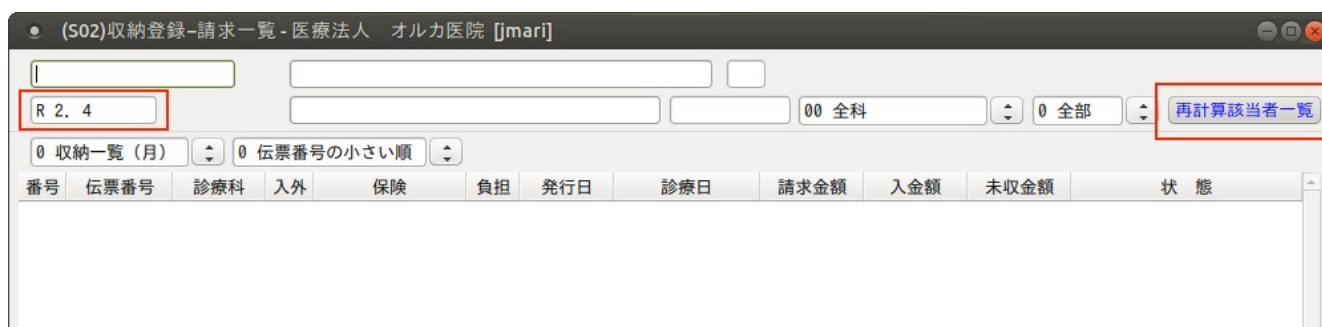 (S02)収納登録–請求一覧 - 医療法人　オルカ医院 [jmari]
R 2. 4 00 全科 0 全部 再計算該当者一覧
0 収納一覧（月） 0 伝票番号の小さい順
番号 伝票番号 診療科 入外 保険 負担 発行日 診療日 請求金額 入金額 未収金額 状　態